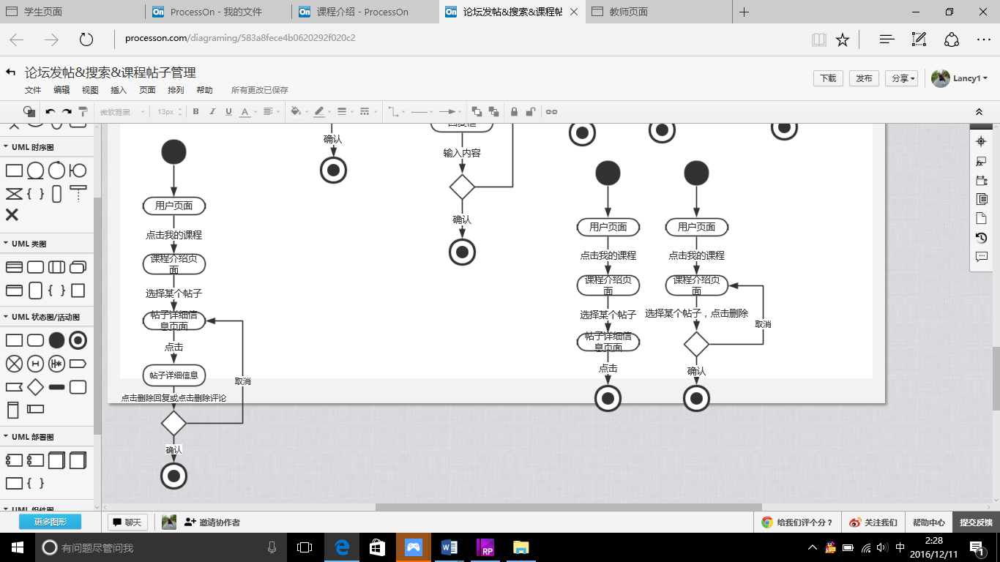 学生页面
ProcessOn - 我的文件
课程介绍 - ProcessOn
论坛发帖&搜索&课程帖
教师页面
processon.com/diagraming/583a8fece4b0620292f020c2
论坛发帖&搜索&课程帖子管理
文件 编辑 视图 插入 页面 排列 帮助 所有更改已保存
下载 发布 分享 Lancy1
微软雅黑 13px B I U A
UML 时序图
UML 类图
UML 状态图/活动图
UML 部署图
UML 组件图
更多图形
用户页面
点击我的课程
课程介绍页
面
选择某个帖子
帖子详细信
息页面
点击
帖子详细信息
点击删除回复或点击删除评论
取消
确认
确认
回复框
输入内容
确认
用户页面
点击我的课程
课程介绍页
面
选择某个帖子
帖子详细信
息页面
点击
用户页面
点击我的课程
课程介绍页
面
选择某个帖子，点击删除
取消
确认
聊天 邀请协作者
给我们评个分？ 关注我们 帮助中心 提交反馈
有问题尽管问我
中
2:28
2016/12/11
1